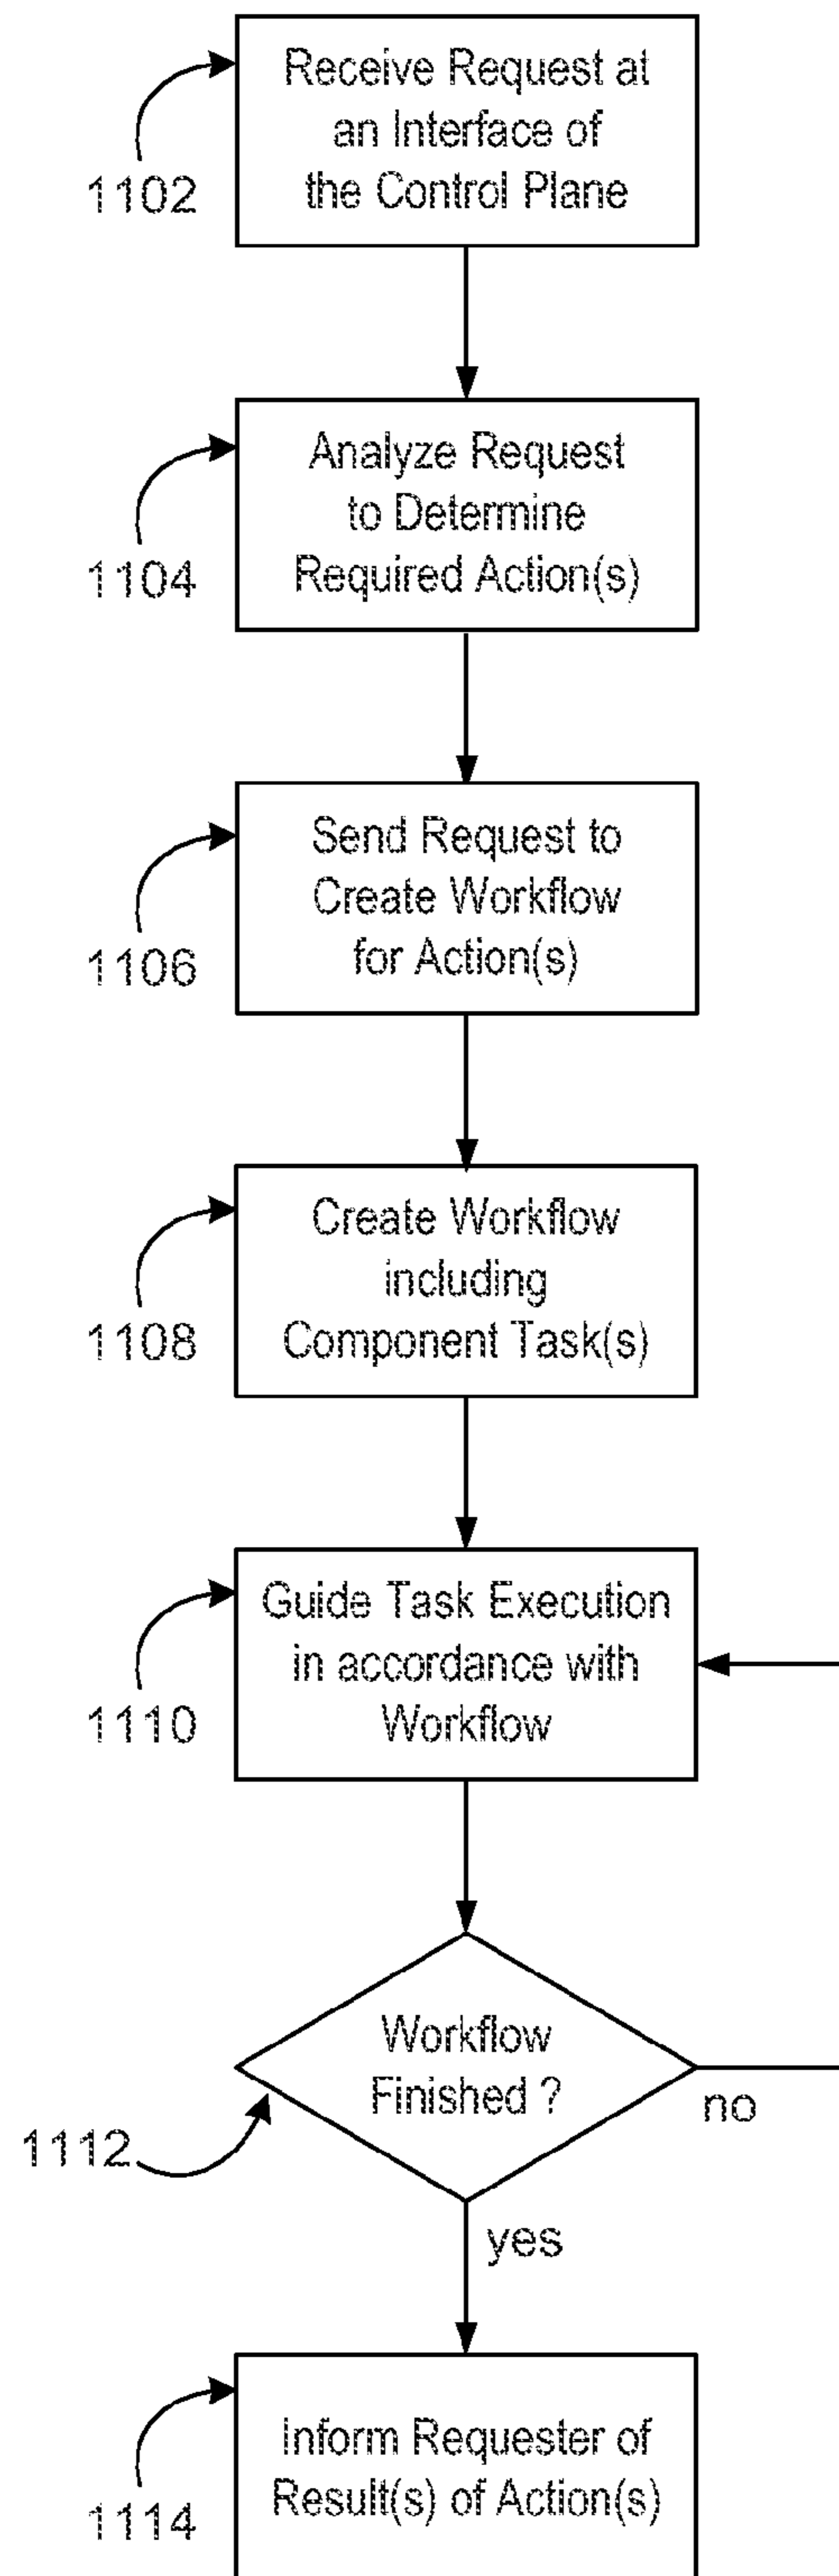 Receive Request at
an Interface of
the Control Plane
1102
Analyze Request
to Determine
Required Action(s)
1104
Send Request to
Create Workflow
for Action(s)
1106
Create Workflow
including
Component Task(s)
1108
Guide Task Execution
in accordance with
Workflow
1110
Workflow
Finished ?
no
1112
yes
Inform Requester of
Result(s) of Action(s)
1114